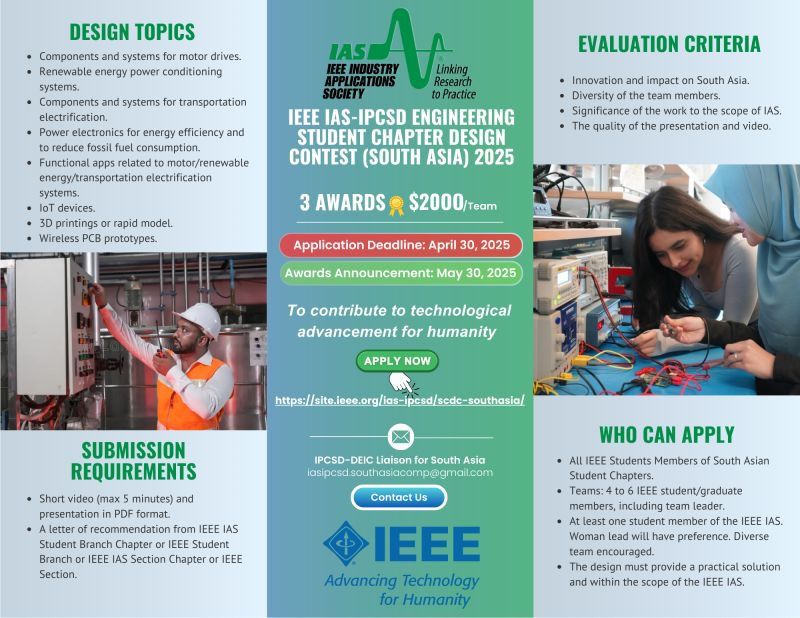 DESIGN TOPICS
• Components and systems for motor drives.
• Renewable energy power conditioning
systems.
• Components and systems for transportation
electrification.
• Power electronics for energy efficiency and
to reduce fossil fuel consumption.
• Functional apps related to motor/renewable
energy/transportation electrification
systems.
• IoT devices.
• 3D printings or rapid model.
• Wireless PCB prototypes.
SUBMISSION
REQUIREMENTS
• Short video (max 5 minutes) and
presentation in PDF format.
• A letter of recommendation from IEEE IAS
Student Branch Chapter or IEEE Student
Branch or IEEE IAS Section Chapter or IEEE
Section.
IAS
IEEE INDUSTRY
APPLICATIONS
SOCIETY
Linking
Research
to Practice
IEEE IAS-IPCSD ENGINEERING
STUDENT CHAPTER DESIGN
CONTEST (SOUTH ASIA) 2025
3 AWARDS $2000/Team
Application Deadline: April 30, 2025
Awards Announcement: May 30, 2025
To contribute to technological
advancement for humanity
APPLY NOW
https://site.ieee.org/ias-ipcsd/scdc-southasia/
IPCSD-DEIC Liaison for South Asia
iasipcsd.southasiacomp@gmail.com
Contact Us
IEEE
Advancing Technology
for Humanity
EVALUATION CRITERIA
• Innovation and impact on South Asia.
• Diversity of the team members.
• Significance of the work to the scope of IAS.
• The quality of the presentation and video.
WHO CAN APPLY
• All IEEE Students Members of South Asian
Student Chapters.
• Teams: 4 to 6 IEEE student/graduate
members, including team leader.
• At least one student member of the IEEE IAS.
Woman lead will have preference. Diverse
team encouraged.
• The design must provide a practical solution
and within the scope of the IEEE IAS.